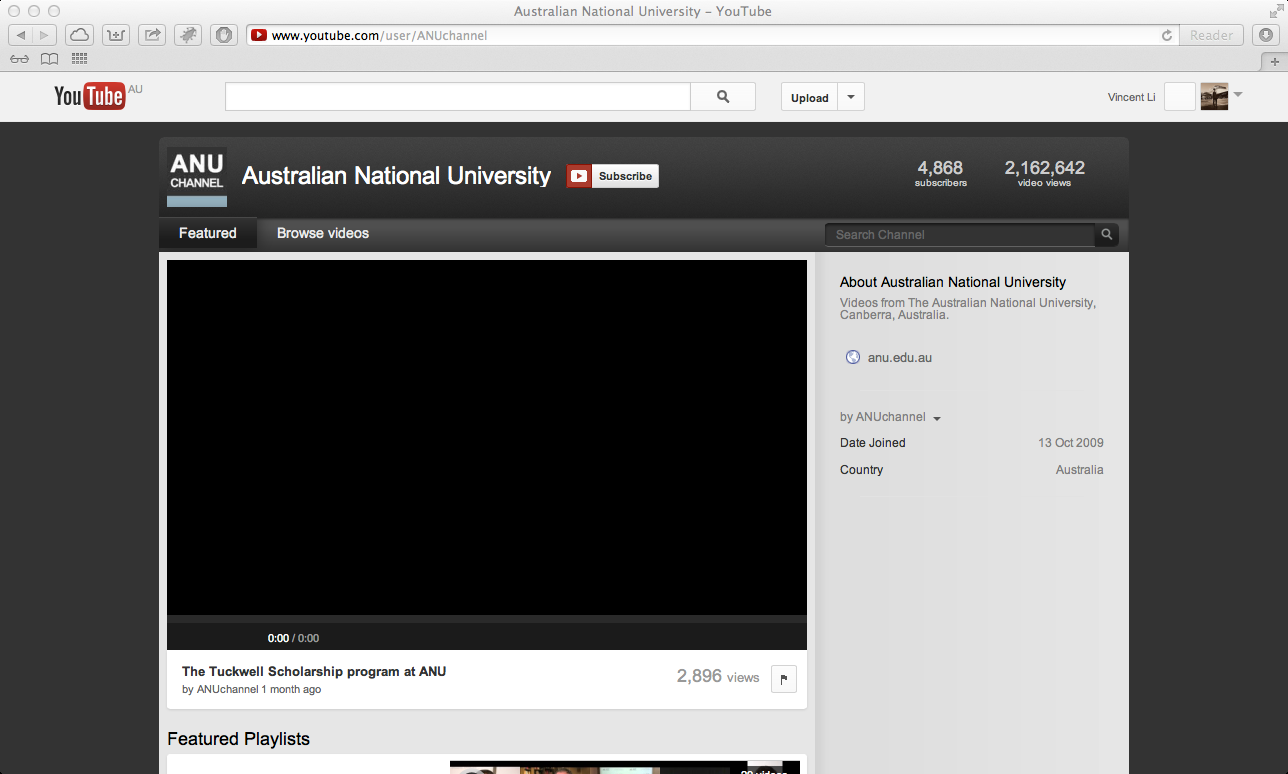 Australian National University – YouTube
www.youtube.com/user/ANUchannel
Reader
YouTube AU
Upload
Vincent Li
ANU
CHANNEL
Australian National University
Subscribe
4,868
subscribers
2,162,642
video views
Featured
Browse videos
Search Channel
About Australian National University
Videos from The Australian National University,
Canberra, Australia.
anu.edu.au
by ANUchannel
Date Joined 13 Oct 2009
Country Australia
0:00 / 0:00
The Tuckwell Scholarship program at ANU
by ANUchannel 1 month ago
2,896 views
Featured Playlists
videos